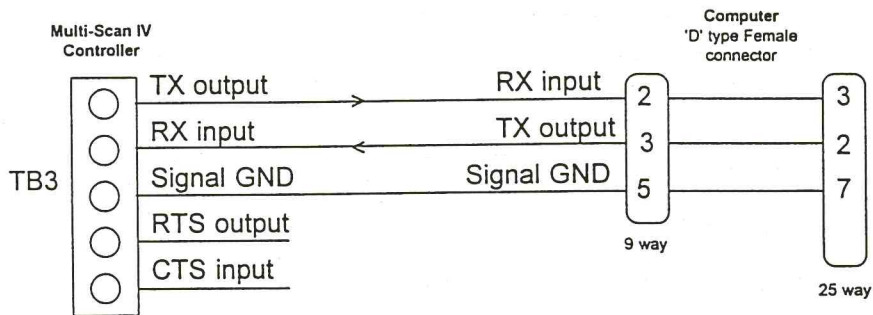 Multi-Scan IV
Controller
Computer
'D' type Female
connector
TX output
RX input
2
3
RX input
TX output
3
2
TB3
Signal GND
Signal GND
5
7
RTS output
9 way
CTS input
25 way